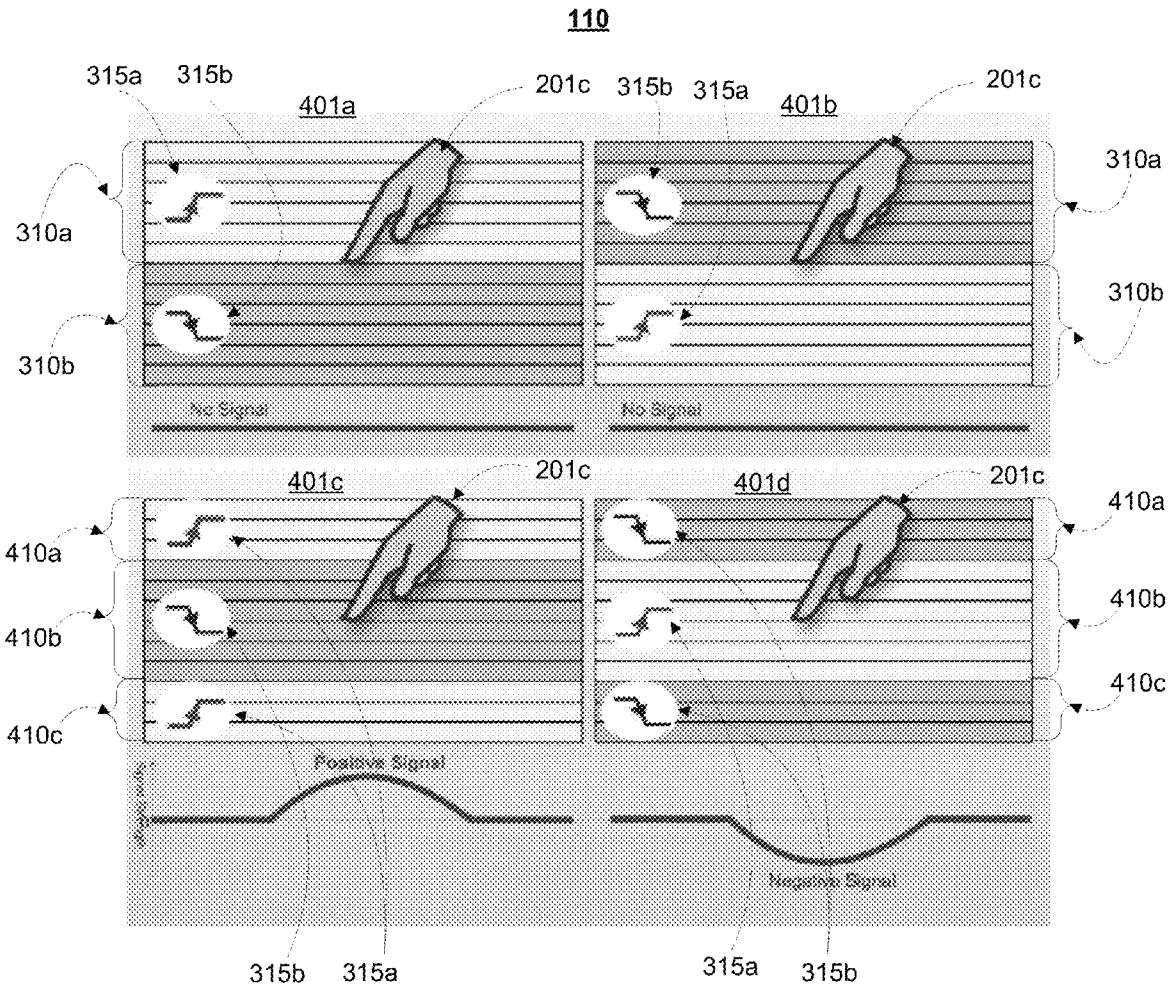 110
315a 315b 401a 201c 315b 315a 401b 201c
310a 310a
310b 310b
No Signal No Signal
401c 201c 401d 201c
410a 410a
410b 410b
410c 410c
Positive Signal
Negative Signal
315b 315a 315a 315b